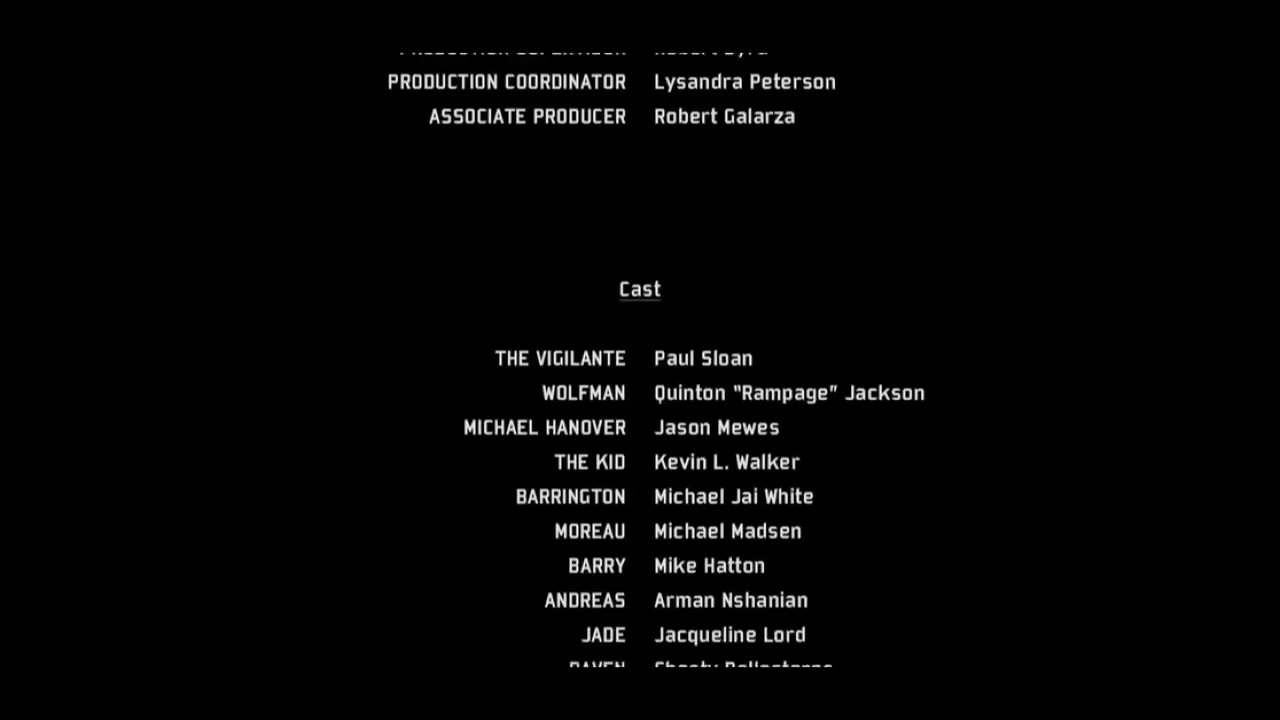 PRODUCTION COORDINATOR Lysandra Peterson
ASSOCIATE PRODUCER Robert Galarza
Cast
THE VIGILANTE Paul Sloan
WOLFMAN Quinton "Rampage" Jackson
MICHAEL HANOVER Jason Mewes
THE KID Kevin L. Walker
BARRINGTON Michael Jai White
MOREAU Michael Madsen
BARRY Mike Hatton
ANDREAS Arman Nshanian
JADE Jacqueline Lord